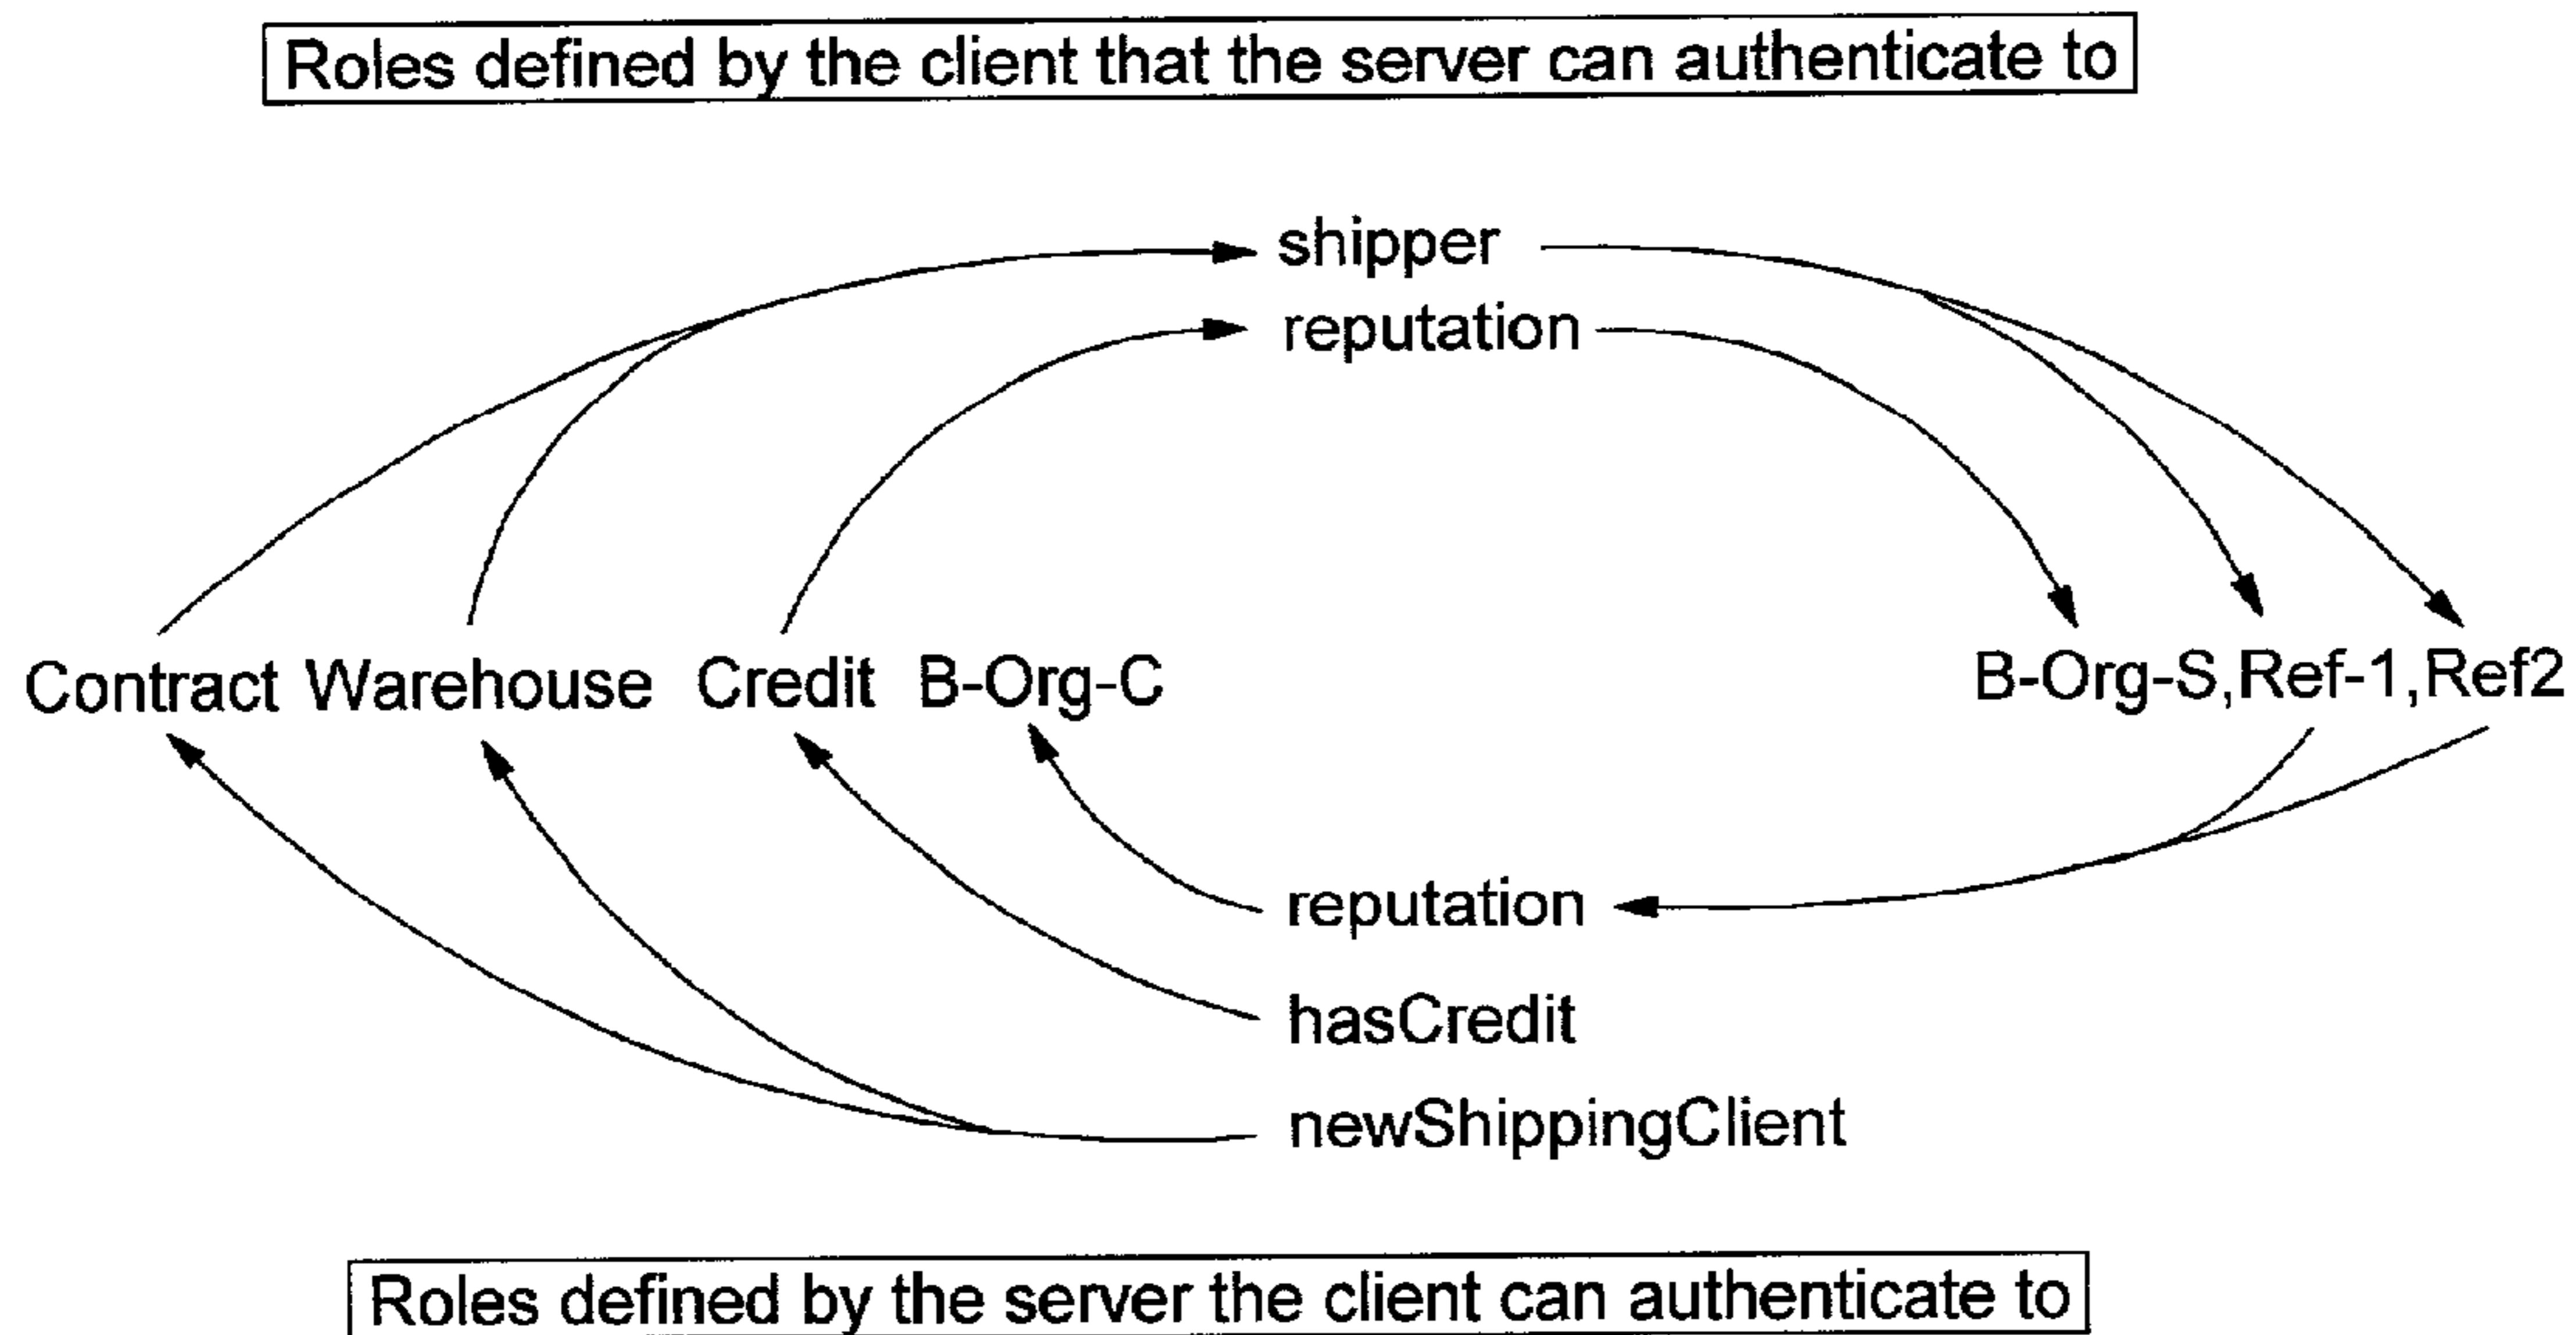 Roles defined by the client that the server can authenticate to
shipper
reputation
Contract Warehouse Credit B-Org-C B-Org-S,Ref-1,Ref2
reputation
hasCredit
newShippingClient
Roles defined by the server the client can authenticate to